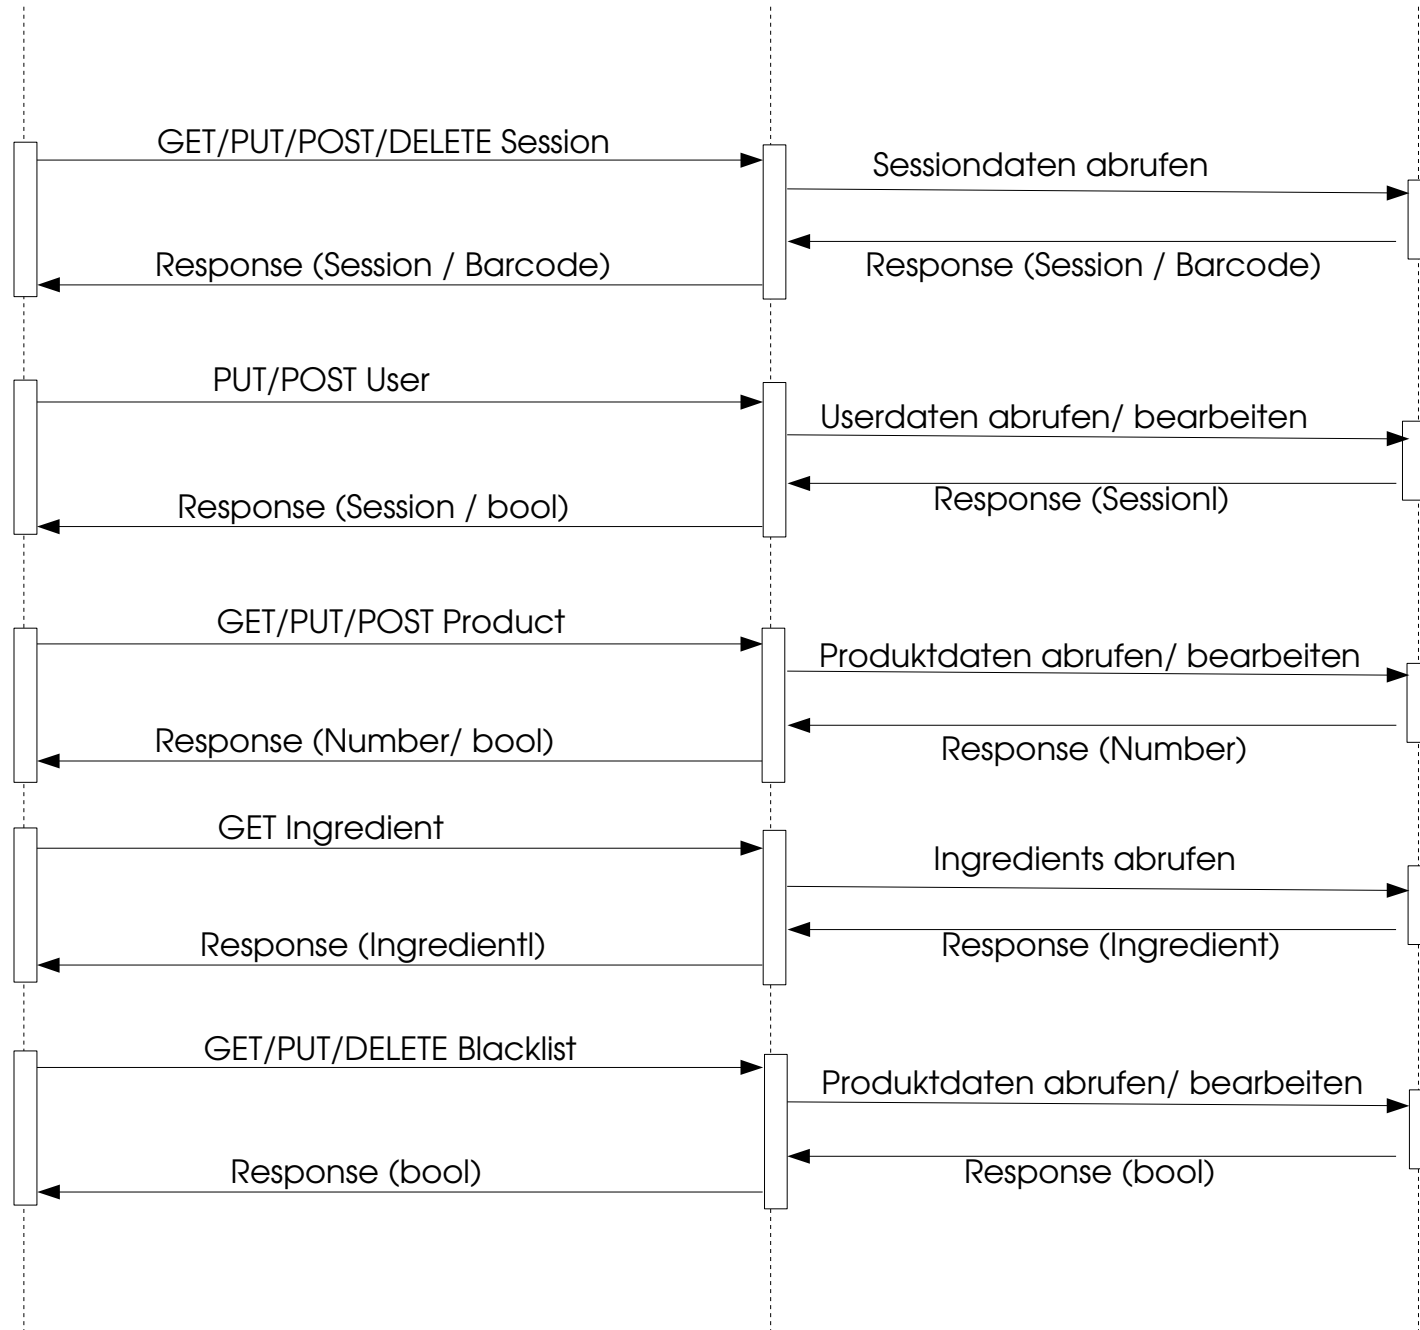 GET/PUT/POST/DELETE Session
Sessiondaten abrufen
Response (Session / Barcode)
Response (Session / Barcode)
PUT/POST User
Userdaten abrufen/ bearbeiten
Response (Session / bool)
Response (Sessionl)
GET/PUT/POST Product
Produktdaten abrufen/ bearbeiten
Response (Number/ bool)
Response (Number)
GET Ingredient
Ingredients abrufen
Response (Ingredientl)
Response (Ingredient)
GET/PUT/DELETE Blacklist
Produktdaten abrufen/ bearbeiten
Response (bool)
Response (bool)